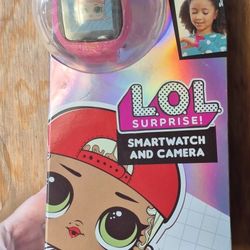 L.O.L.
SURPRISE!
SMARTWATCH
AND CAMERA